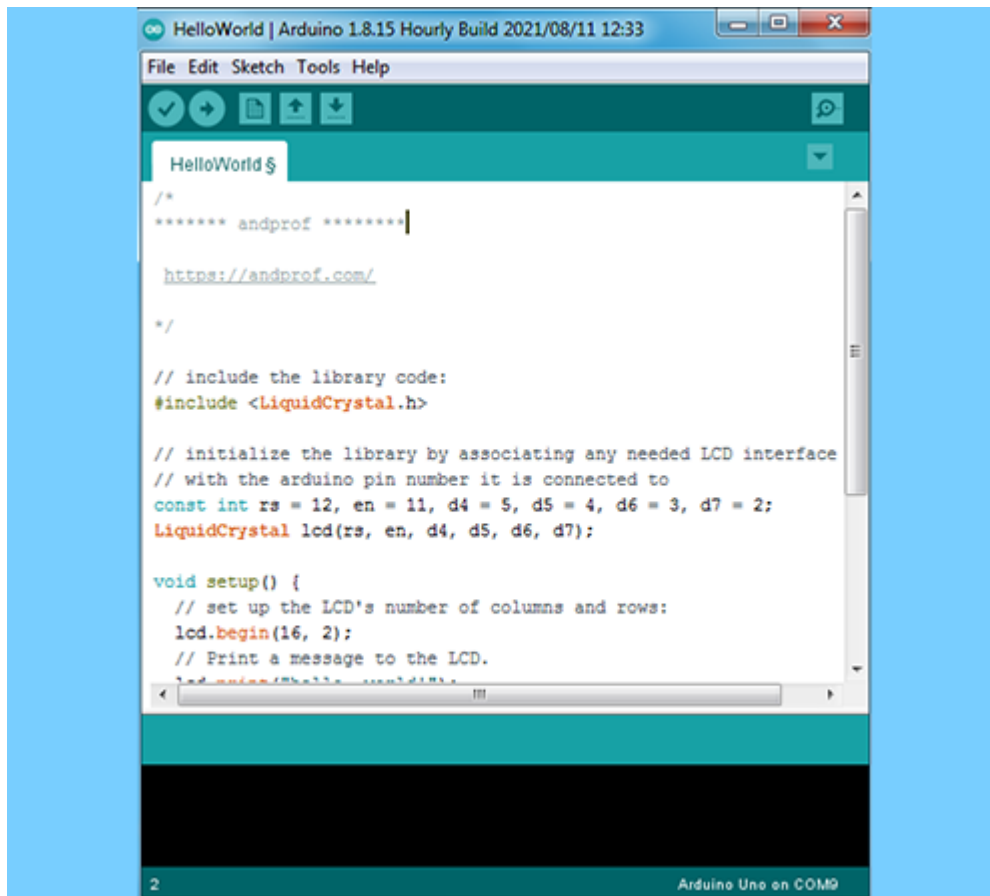 HelloWorld | Arduino 1.8.15 Hourly Build 2021/08/11 12:33
File Edit Sketch Tools Help
HelloWorld §
/*
******* andprof ********
https://andprof.com/
*/
// include the library code:
#include <LiquidCrystal.h>
// initialize the library by associating any needed LCD interface
// with the arduino pin number it is connected to
const int rs = 12, en = 11, d4 = 5, d5 = 4, d6 = 3, d7 = 2;
LiquidCrystal lcd(rs, en, d4, d5, d6, d7);
void setup() {
// set up the LCD's number of columns and rows:
lcd.begin(16, 2);
// Print a message to the LCD.
lcd.print("hello, world!");
2
Arduino Uno on COM9